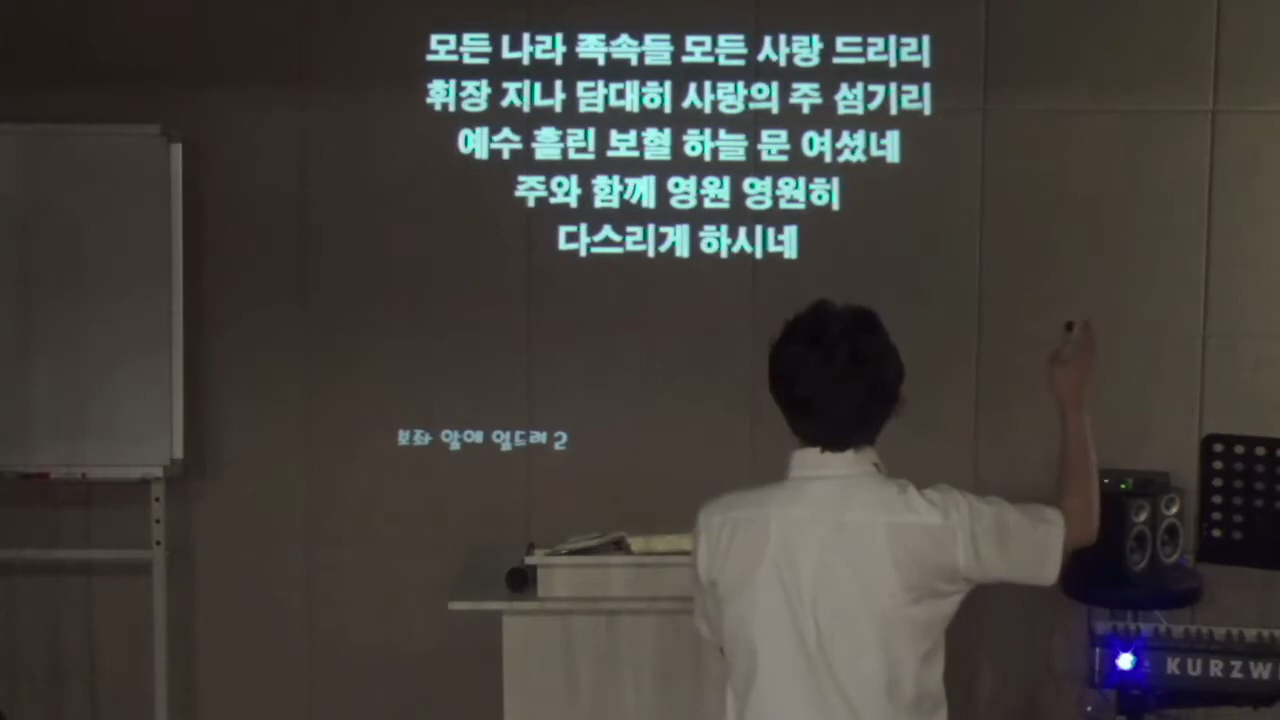 모든 나라 족속들 모든 사랑 드리리
휘장 지나 담대히 사랑의 주 섬기리
예수 흘린 보혈 하늘 문 여셨네
주와 함께 영원 영원히
다스리게 하시네
보좌 앞에 엎드려 2
KURZW